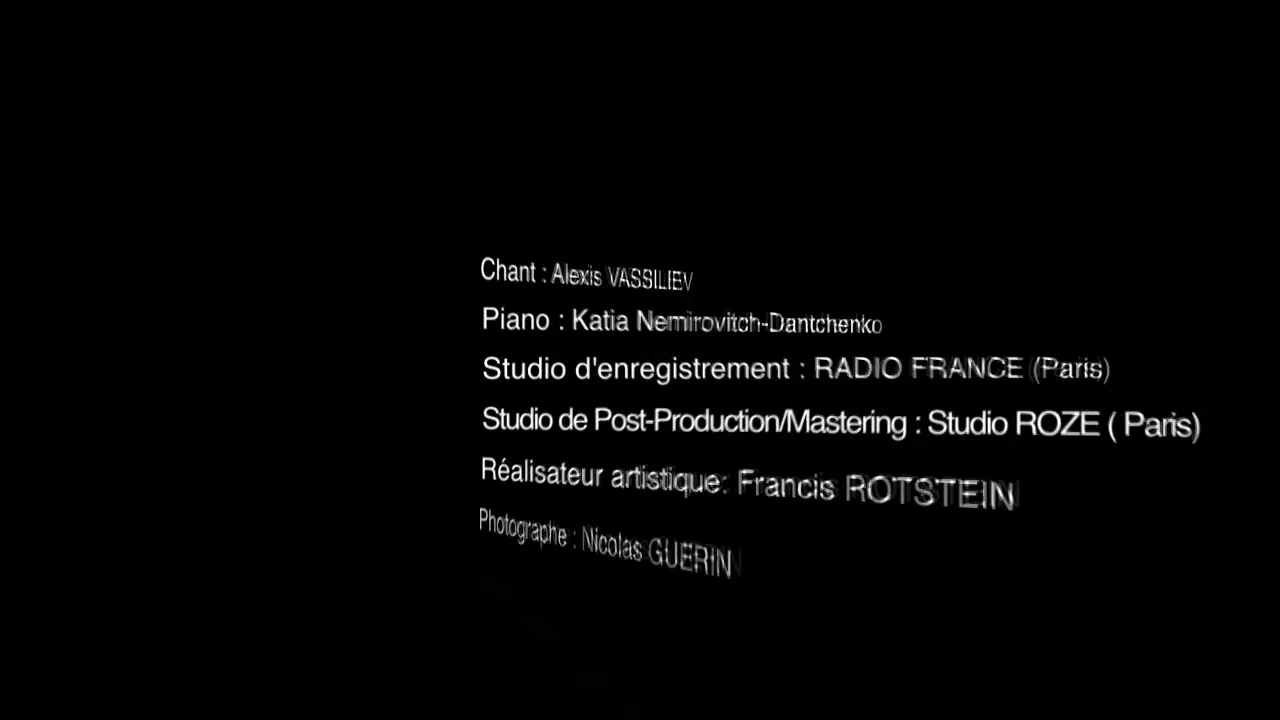 Chant : Alexis VASSILIEV
Piano : Katia Nemirovitch-Dantchenko
Studio d'enregistrement : RADIO FRANCE (Paris)
Studio de Post-Production/Mastering : Studio ROZE ( Paris)
Réalisateur artistique: Francis ROTSTEIN
Photographe : Nicolas GUERIN